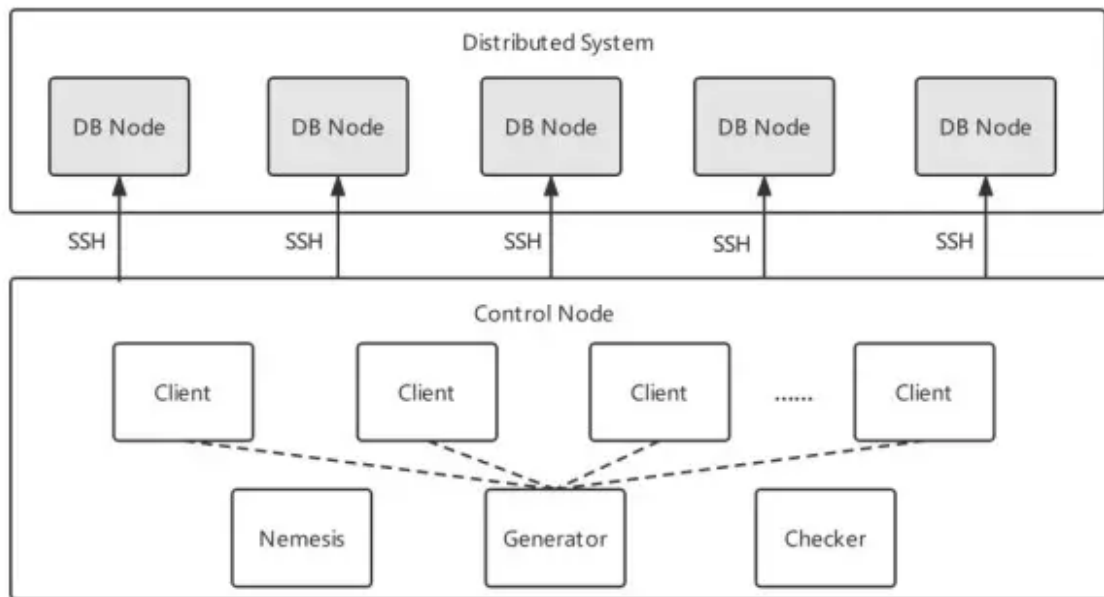 Distributed System
DB Node DB Node DB Node DB Node DB Node
SSH SSH SSH SSH SSH
Control Node
Client Client Client ...... Client
Nemesis Generator Checker